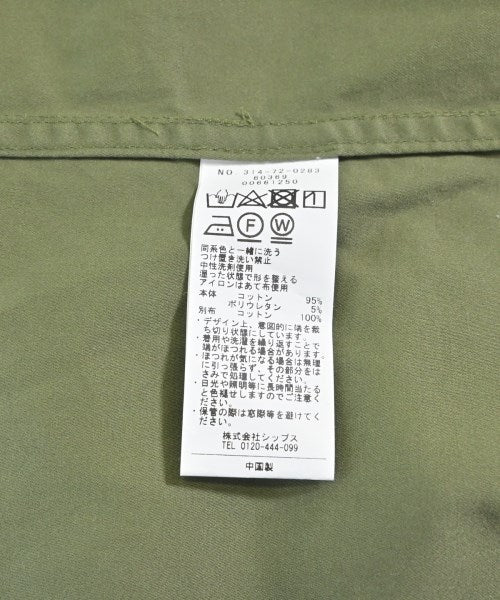 NO. 314-72-0283
60369
00661250
F W
同系色と一緒に洗う
つけ置き洗い禁止
中性洗剤使用
湿った状態で形を整える
アイロンはあて布使用
本体 コットン 95%
ポリウレタン 5%
別布 コットン 100%
・デザイン上、意図的に端を裁
ち切り状態にしています。
・着用や洗濯を繰り返すことで
端がほつれる場合があります。
・ほつれが気になる場合は無理
に引っ張らず、その部分をは
さみで処理してください。
・日光や照明等に長時間当たる
と色褪せしますのでご注意くだ
さい。
・保管の際は窓際等を避けてく
ださい。
株式会社シップス
TEL 0120-444-099
中国製